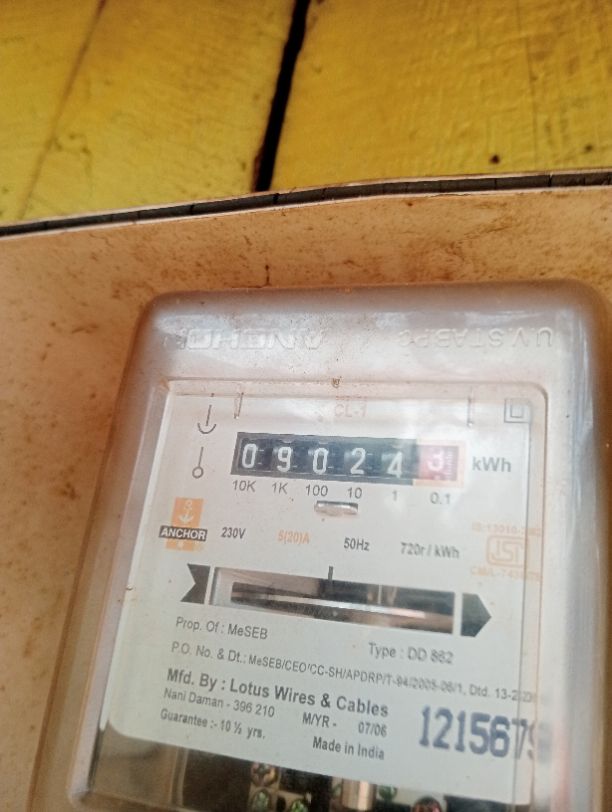 ANCHOR
U.V. STAB PC
CL-1
0 9 0 2 4 3 kWh
10K 1K 100 10 1 0.1
ANCHOR 230V 5(20)A 50Hz 720r / kWh
Prop. Of : MeSEB
Type : DD 862
P.O. No. & Dt.: MeSEB/CEO/CC-SH/APDRP/T-94/2005-06/1, Dtd.
Mfd. By : Lotus Wires & Cables
Nani Daman - 396 210 M/YR - 07/06
Guarantee :- 10 ½ yrs. Made in India
1215679